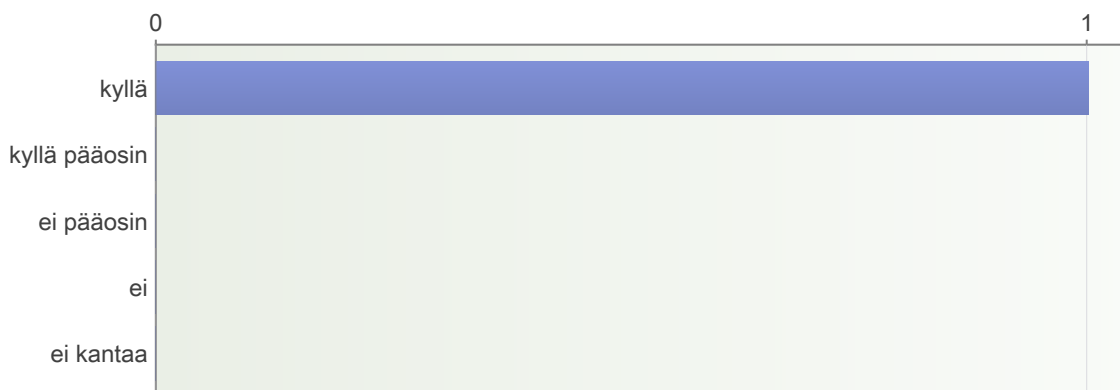 0 1
kyllä
kyllä pääosin
ei pääosin
ei
ei kantaa